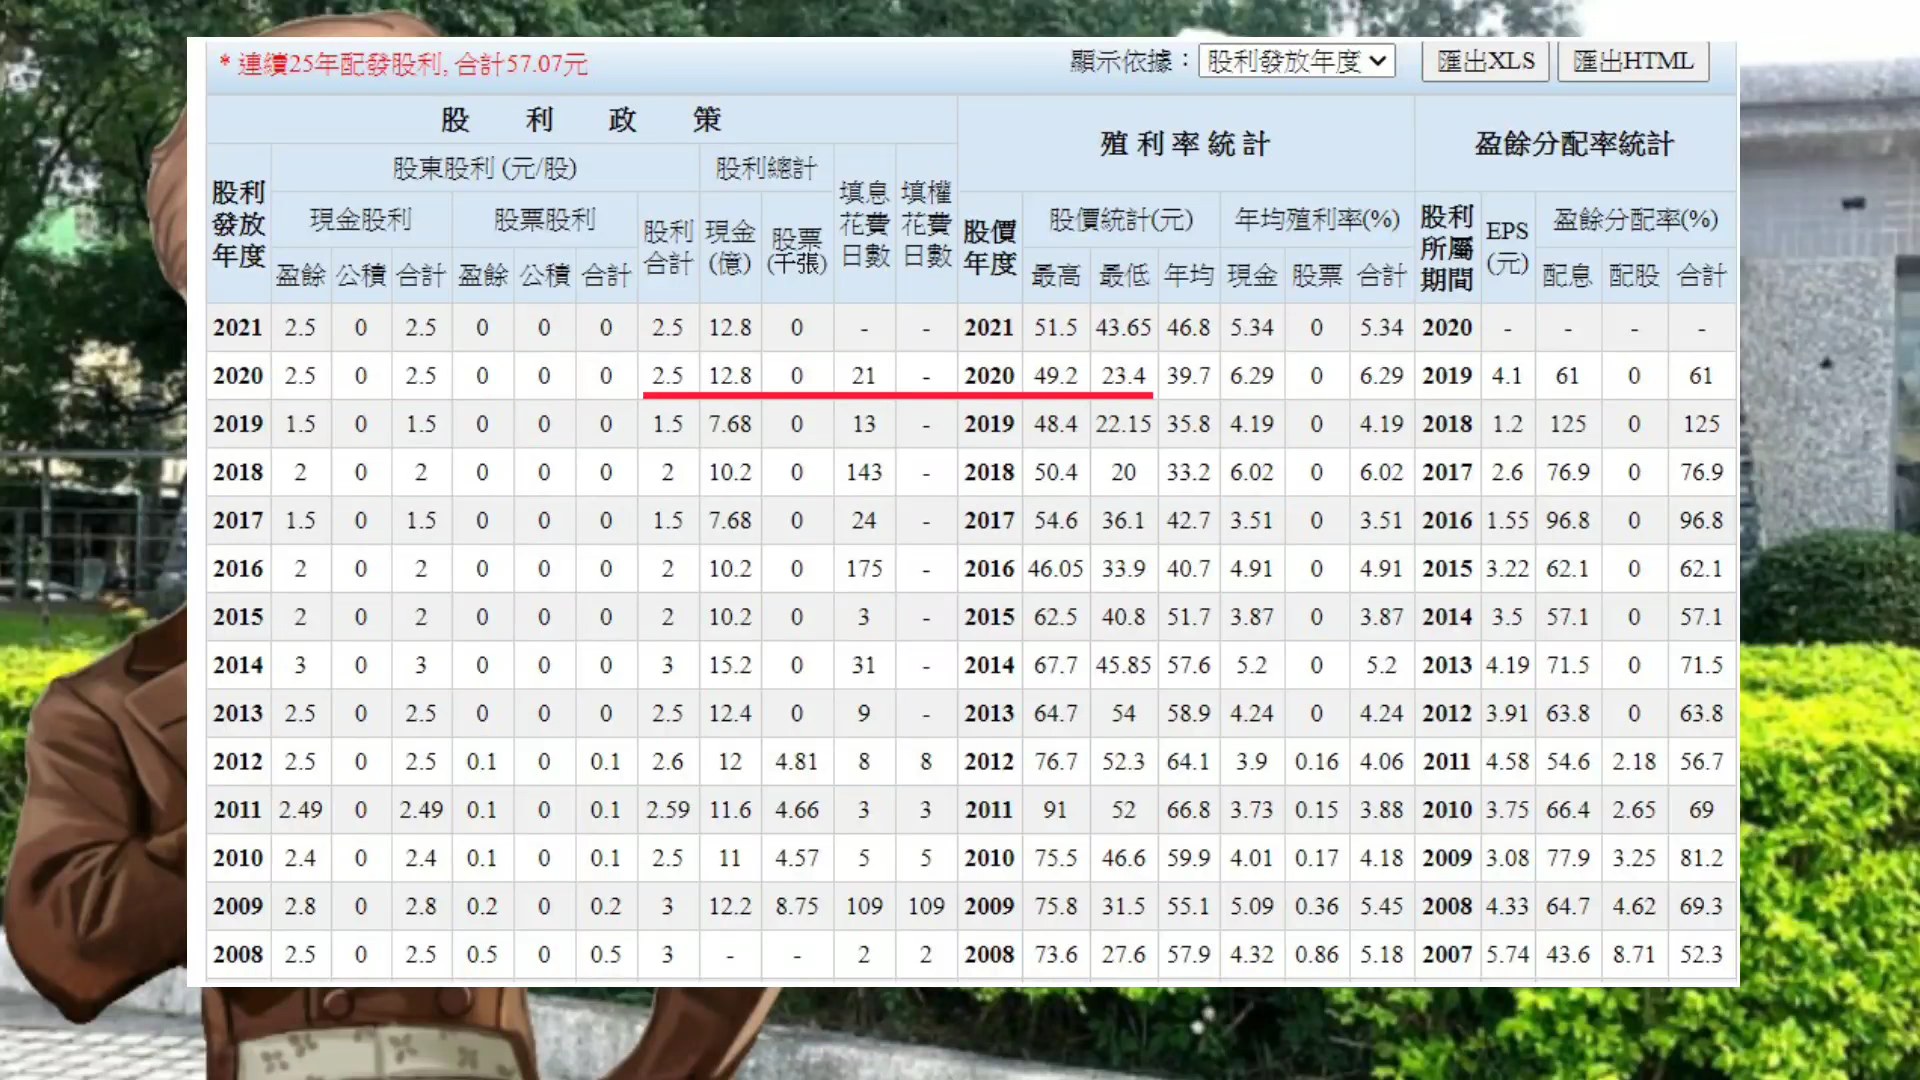 * 連續25年配發股利, 合計57.07元 顯示依據： 股利發放年度 匯出XLS 匯出HTML
股利政策 殖利率統計 盈餘分配率統計
股利發放年度 股東股利 (元/股) 股利總計 填息花費日數 填權花費日數
現金股利 股票股利 股利合計 現金(億) 股票(千張) 股價年度 股價統計(元) 年均殖利率(%) 股利所屬期間 EPS(元) 盈餘分配率(%)
盈餘 公積 合計 盈餘 公積 合計 最高 最低 年均 現金 股票 合計 配息 配股 合計
2021 2.5 0 2.5 0 0 0 2.5 12.8 0 - - 2021 51.5 43.65 46.8 5.34 0 5.34 2020 - - - -
2020 2.5 0 2.5 0 0 0 2.5 12.8 0 21 - 2020 49.2 23.4 39.7 6.29 0 6.29 2019 4.1 61 0 61
2019 1.5 0 1.5 0 0 0 1.5 7.68 0 13 - 2019 48.4 22.15 35.8 4.19 0 4.19 2018 1.2 125 0 125
2018 2 0 2 0 0 0 2 10.2 0 143 - 2018 50.4 20 33.2 6.02 0 6.02 2017 2.6 76.9 0 76.9
2017 1.5 0 1.5 0 0 0 1.5 7.68 0 24 - 2017 54.6 36.1 42.7 3.51 0 3.51 2016 1.55 96.8 0 96.8
2016 2 0 2 0 0 0 2 10.2 0 175 - 2016 46.05 33.9 40.7 4.91 0 4.91 2015 3.22 62.1 0 62.1
2015 2 0 2 0 0 0 2 10.2 0 3 - 2015 62.5 40.8 51.7 3.87 0 3.87 2014 3.5 57.1 0 57.1
2014 3 0 3 0 0 0 3 15.2 0 31 - 2014 67.7 45.85 57.6 5.2 0 5.2 2013 4.19 71.5 0 71.5
2013 2.5 0 2.5 0 0 0 2.5 12.4 0 9 - 2013 64.7 54 58.9 4.24 0 4.24 2012 3.91 63.8 0 63.8
2012 2.5 0 2.5 0.1 0 0.1 2.6 12 4.81 8 8 2012 76.7 52.3 64.1 3.9 0.16 4.06 2011 4.58 54.6 2.18 56.7
2011 2.49 0 2.49 0.1 0 0.1 2.59 11.6 4.66 3 3 2011 91 52 66.8 3.73 0.15 3.88 2010 3.75 66.4 2.65 69
2010 2.4 0 2.4 0.1 0 0.1 2.5 11 4.57 5 5 2010 75.5 46.6 59.9 4.01 0.17 4.18 2009 3.08 77.9 3.25 81.2
2009 2.8 0 2.8 0.2 0 0.2 3 12.2 8.75 109 109 2009 75.8 31.5 55.1 5.09 0.36 5.45 2008 4.33 64.7 4.62 69.3
2008 2.5 0 2.5 0.5 0 0.5 3 - - 2 2 2008 73.6 27.6 57.9 4.32 0.86 5.18 2007 5.74 43.6 8.71 52.3